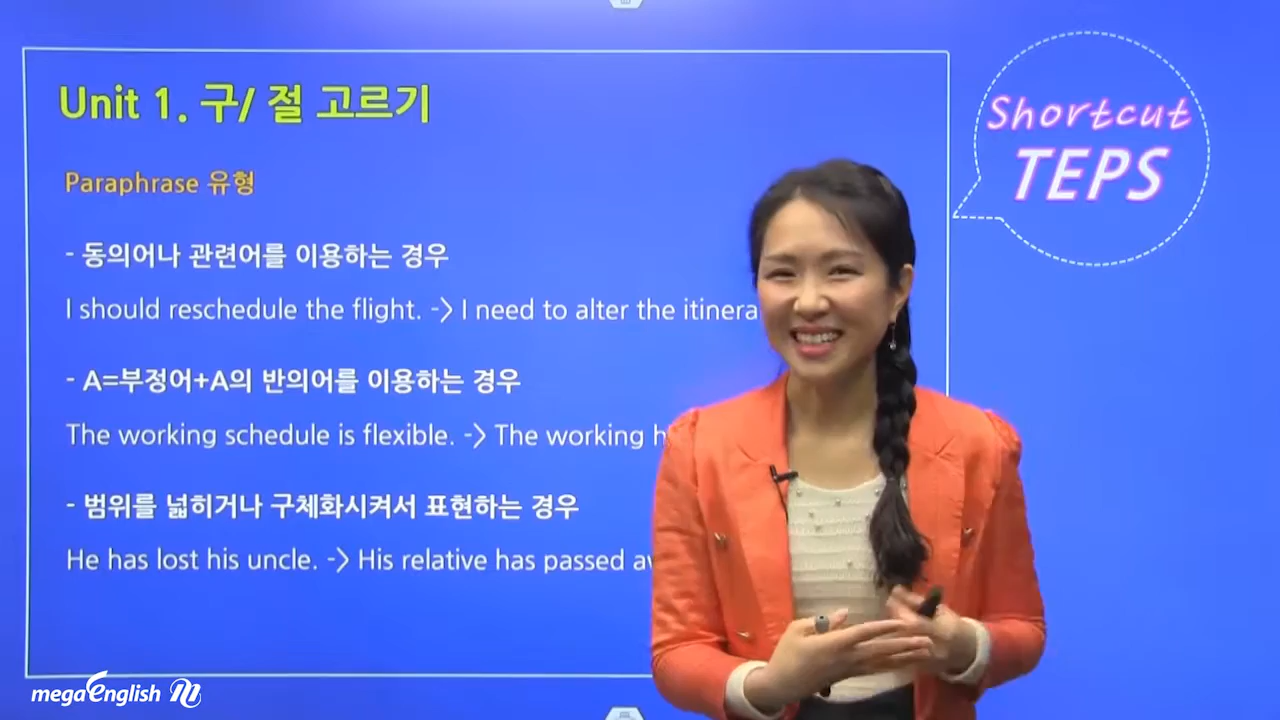 Unit 1. 구/ 절 고르기
Paraphrase 유형
- 동의어나 관련어를 이용하는 경우
I should reschedule the flight. -> I need to alter the
- A=부정어+A의 반의어를 이용하는 경우
The working schedule is flexible. -> The working
- 범위를 넓히거나 구체화시켜서 표현하는 경우
He has lost his uncle. -> His relative has passed
Shortcut
TEPS
megaEnglish